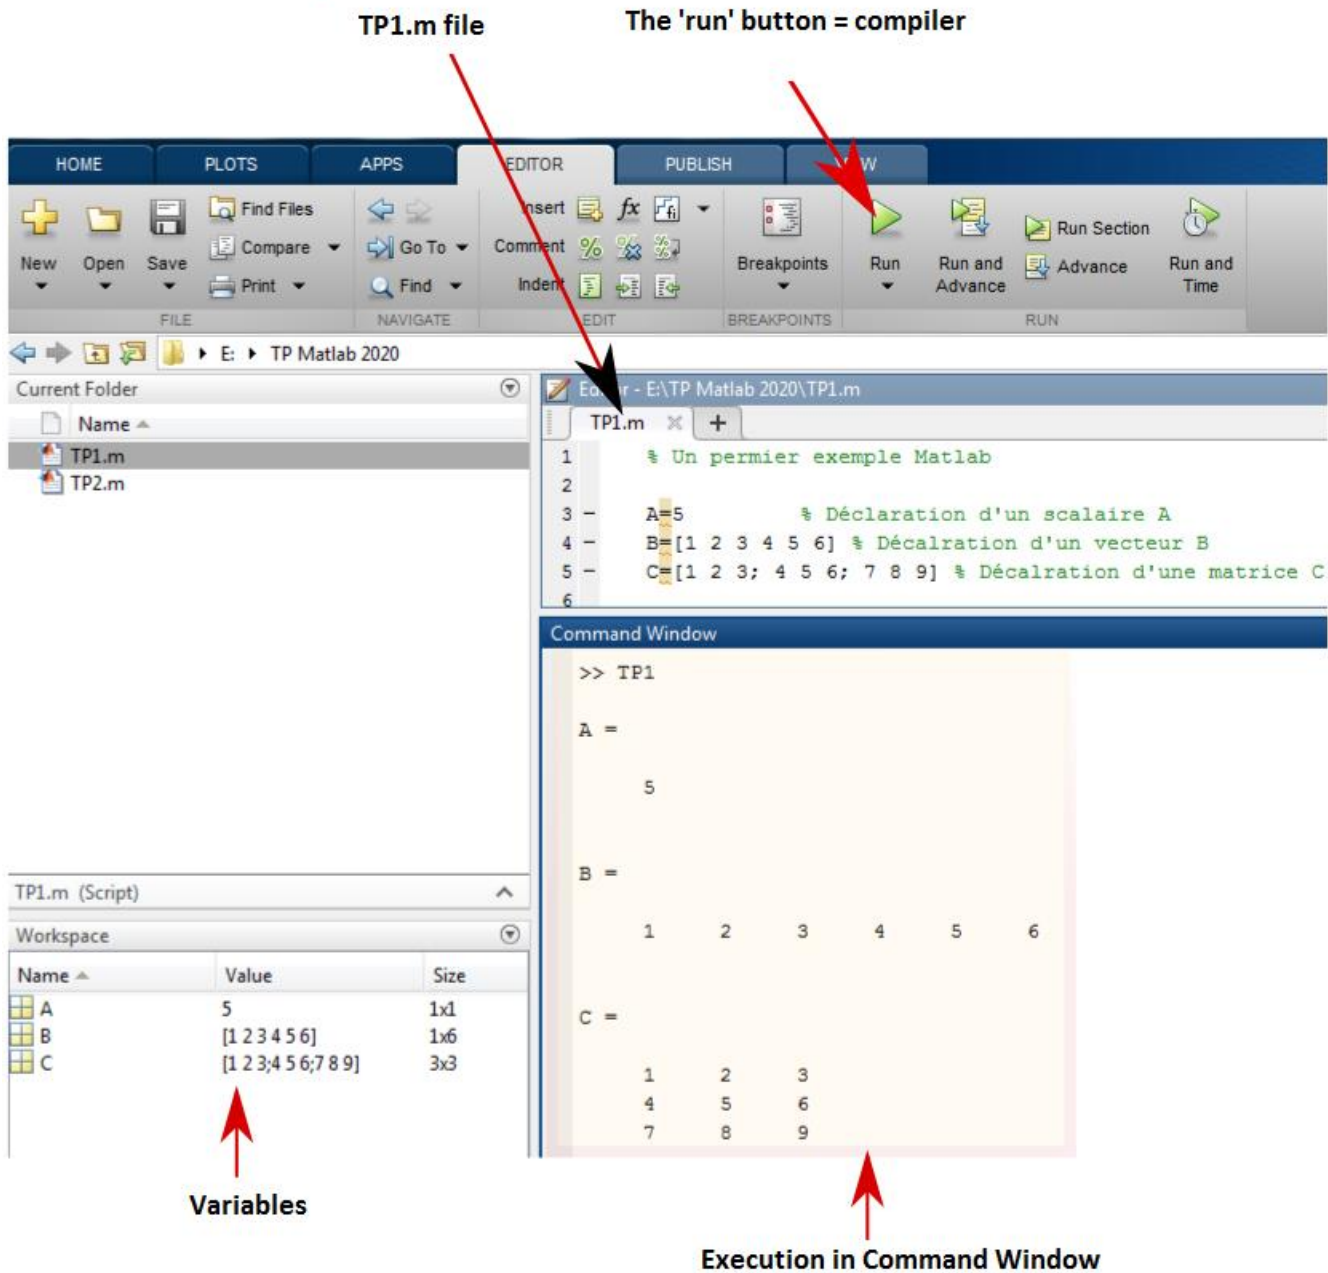 TP1.m file
The 'run' button = compiler
HOME PLOTS APPS EDITOR PUBLISH
New
Open
Save
Find Files
Compare
Print
FILE
Go To
Find
NAVIGATE
Insert fx fi
Comment
Indent
EDIT
Breakpoints
BREAKPOINTS
Run
Run and
Advance
Run Section
Advance
Run and
Time
RUN
E: TP Matlab 2020
Current Folder
Name
TP1.m
TP2.m
TP1.m (Script)
Workspace
Name Value Size
A 5 1x1
B [1 2 3 4 5 6] 1x6
C [1 2 3;4 5 6;7 8 9] 3x3
Variables
- E:\TP Matlab 2020\TP1.m
TP1.m × +
1 % Un permier exemple Matlab
2
3 – A=5 % Déclaration d'un scalaire A
4 – B=[1 2 3 4 5 6] % Décalration d'un vecteur B
5 – C=[1 2 3; 4 5 6; 7 8 9] % Décalration d'une matrice C
6
Command Window
>> TP1
A =
5
B =
1 2 3 4 5 6
C =
1 2 3
4 5 6
7 8 9
Execution in Command Window